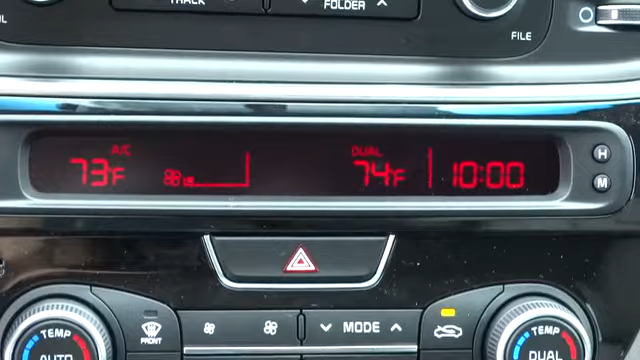 TRACK
FOLDER
FILE
A/C
73°F
DUAL
74°F
10:00
H
M
TEMP
AUTO
FRONT
MODE
TEMP
DUAL